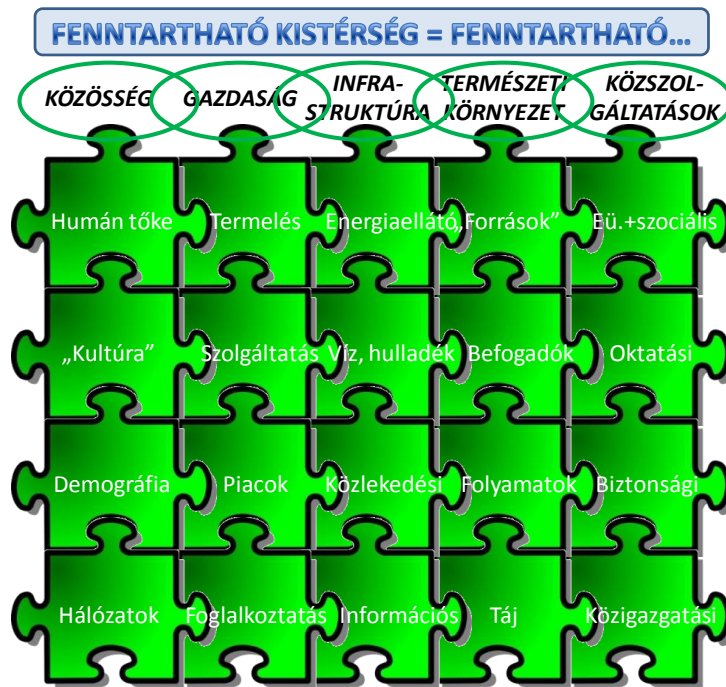 FENNTARTHATÓ KISTÉRSÉG = FENNTARTHATÓ...
KÖZÖSSÉG
GAZDASÁG
INFRA-
STRUKTÚRA
TERMÉSZETI
KÖRNYEZET
KÖZSZOL-
GÁLTATÁSOK
Humán tőke
Termelés
Energiaellátó
„Források”
Eü.+szociális
„Kultúra”
Szolgáltatás
Víz, hulladék
Befogadók
Oktatási
Demográfia
Piacok
Közlekedési
Folyamatok
Biztonsági
Hálózatok
Foglalkoztatás
Információs
Táj
Közigazgatási